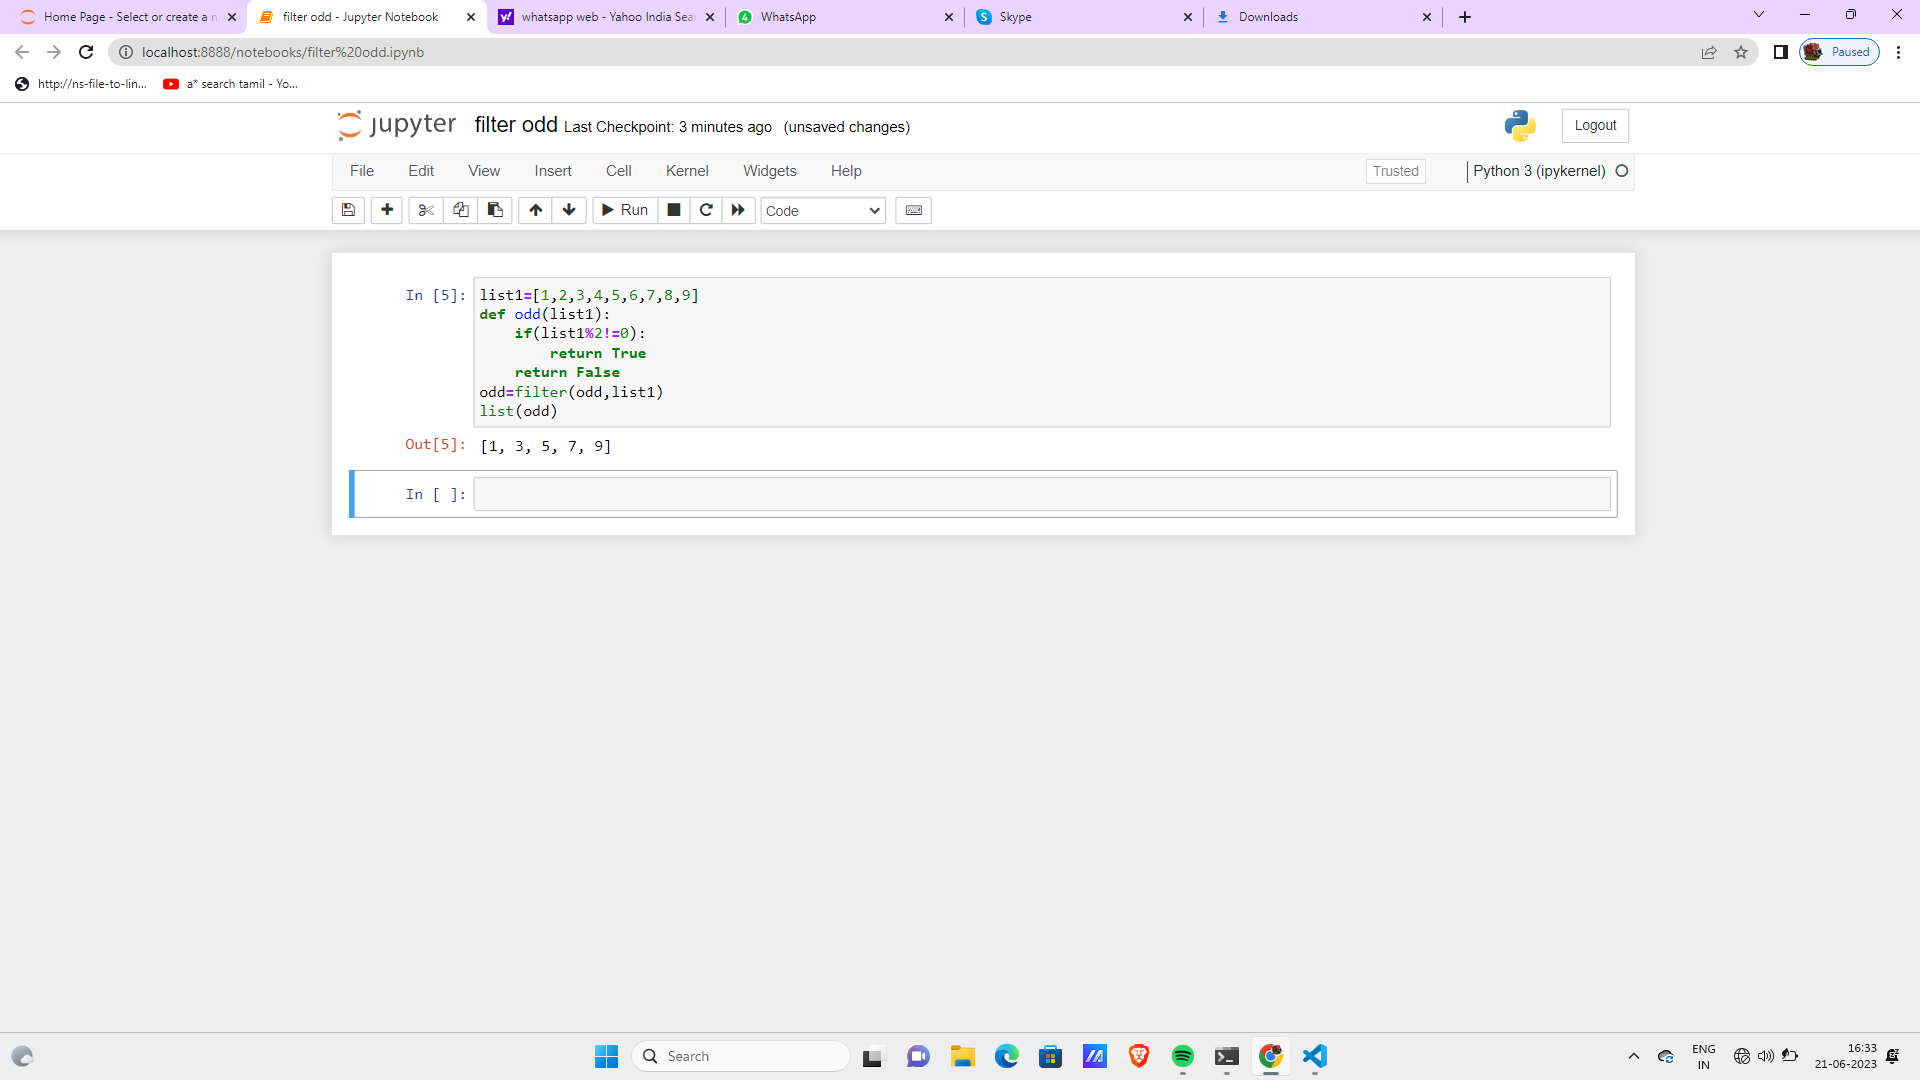 Home Page - Select or create a n
filter odd - Jupyter Notebook
whatsapp web - Yahoo India Sear
WhatsApp
Skype
Downloads
localhost:8888/notebooks/filter%20odd.ipynb
Paused
http://ns-file-to-lin...
a* search tamil - Yo...
jupyter filter odd Last Checkpoint: 3 minutes ago (unsaved changes)
Logout
File Edit View Insert Cell Kernel Widgets Help
Trusted
Python 3 (ipykernel)
Run
Code
In [5]: list1=[1,2,3,4,5,6,7,8,9]
def odd(list1):
    if(list1%2!=0):
        return True
    return False
odd=filter(odd,list1)
list(odd)
Out[5]: [1, 3, 5, 7, 9]
In [ ]:
Search
ENG
IN
16:33
21-06-2023